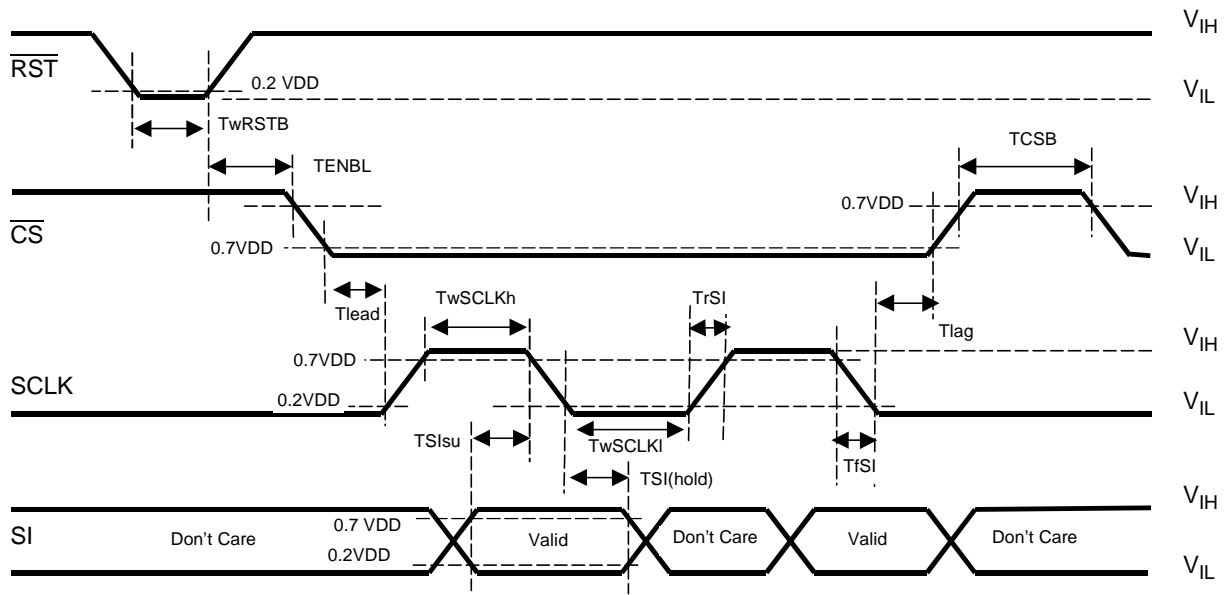 VIH
RST
0.2 VDD
VIL
TwRSTB
TCSB
TENBL
VIH
0.7VDD
CS
0.7VDD
VIL
Tlead
TwSCLKh
TrSI
Tlag
VIH
0.7VDD
SCLK
0.2VDD
VIL
TSIsu
TwSCLKl
TfSI
TSI(hold)
VIH
0.7 VDD
SI
Don't Care
Valid
Don't Care
Valid
Don't Care
0.2VDD
VIL